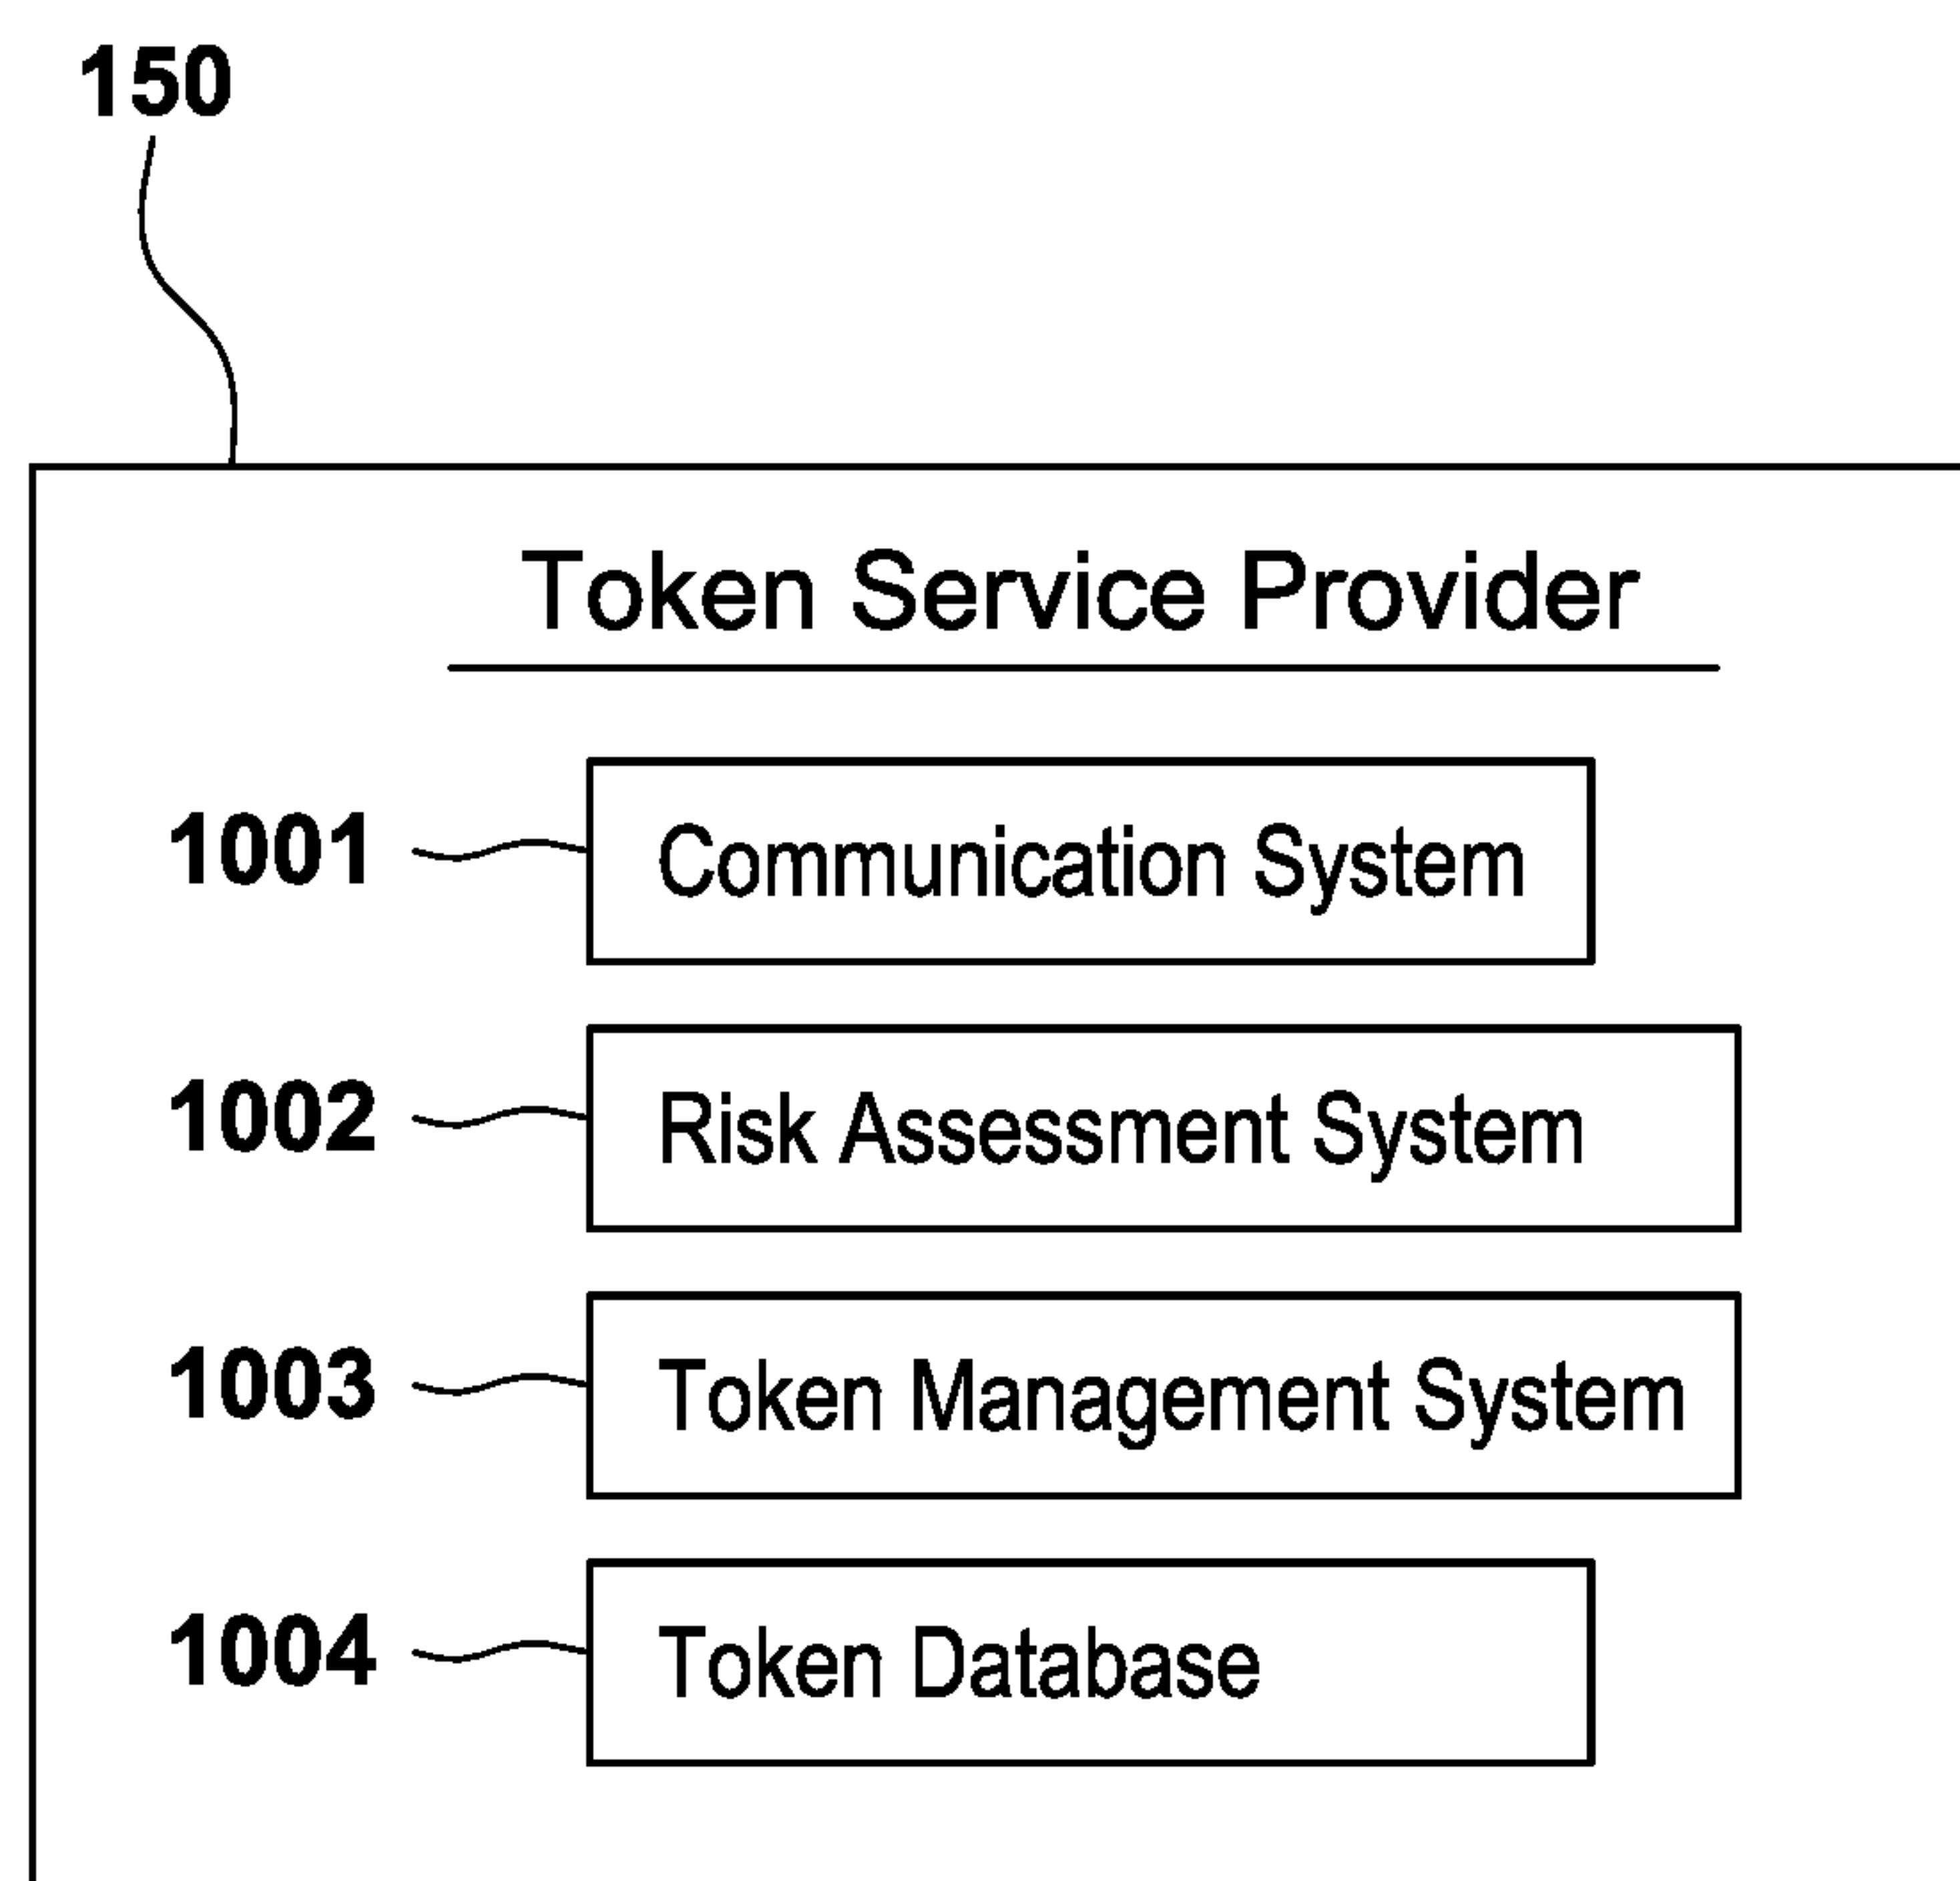 150
Token Service Provider
1001 Communication System
1002 Risk Assessment System
1003 Token Management System
1004 Token Database